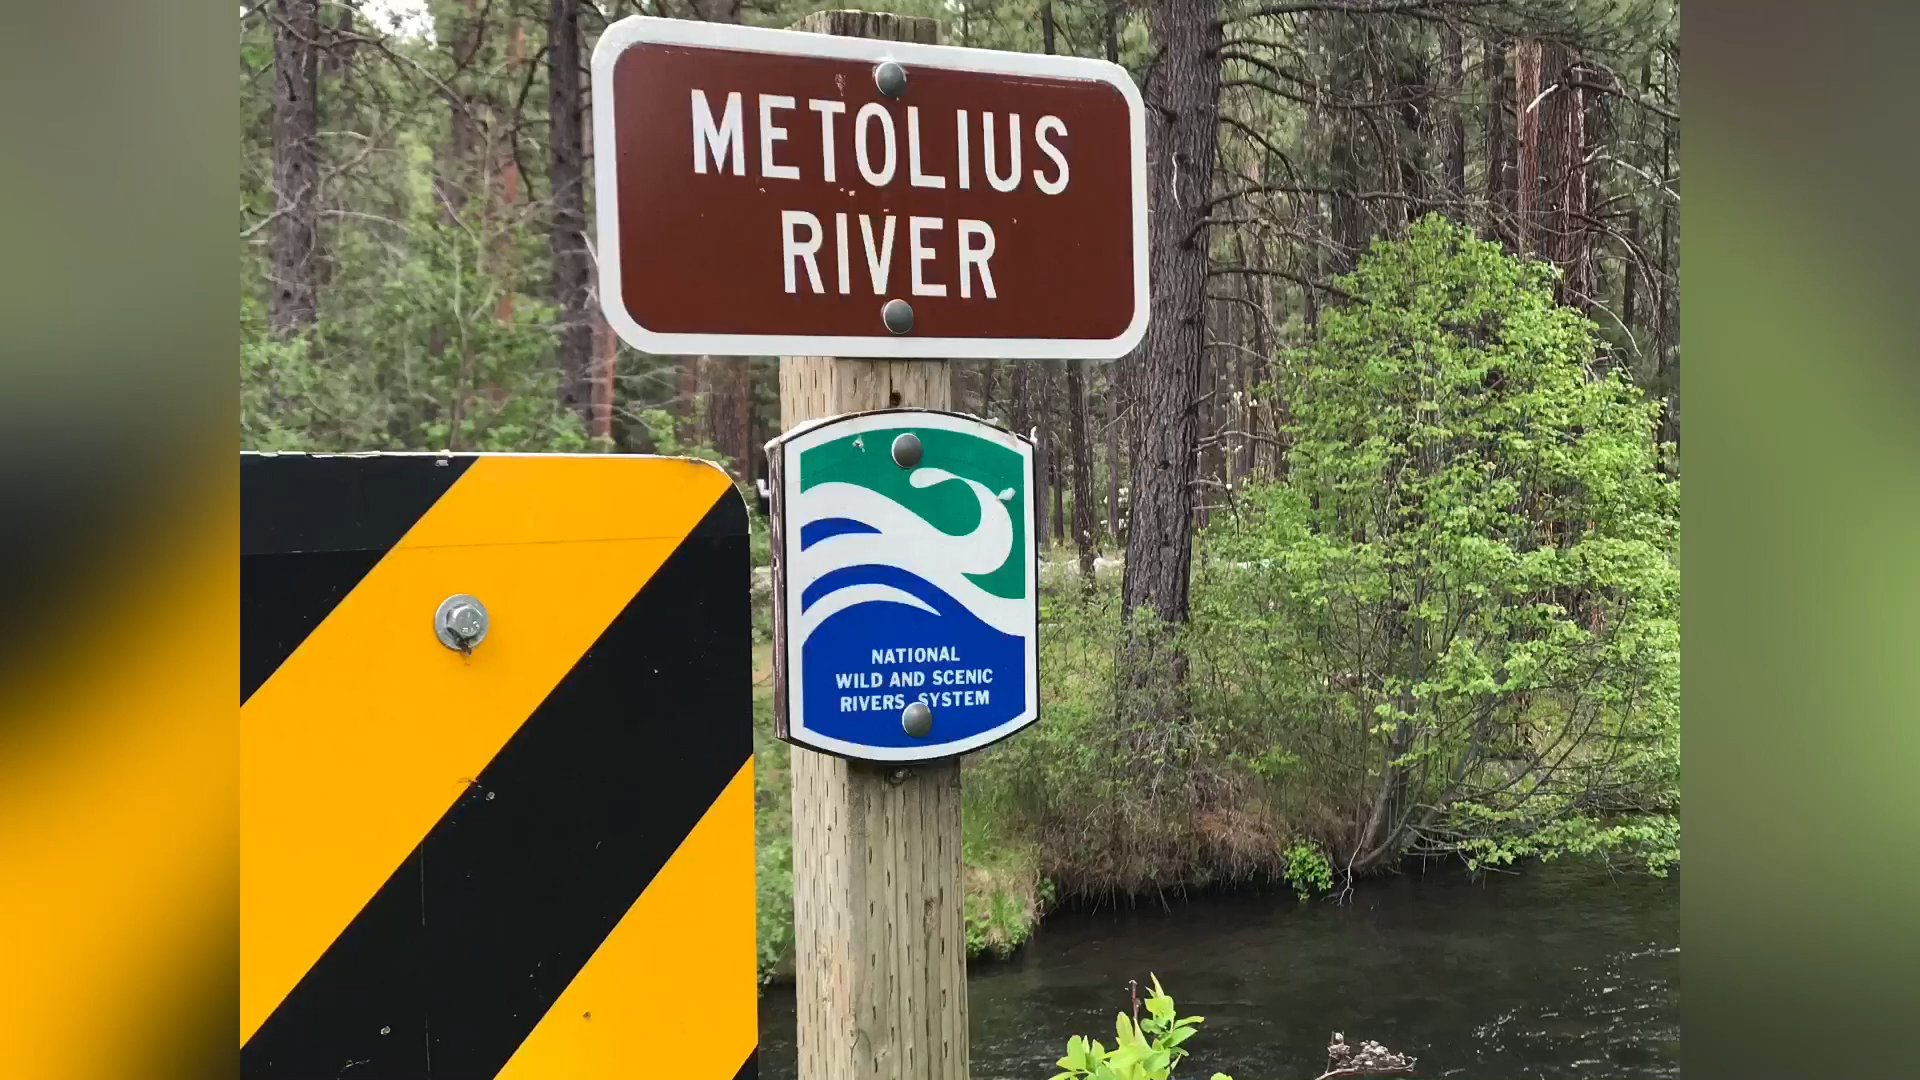 METOLIUS
RIVER
NATIONAL
WILD AND SCENIC
RIVERS SYSTEM